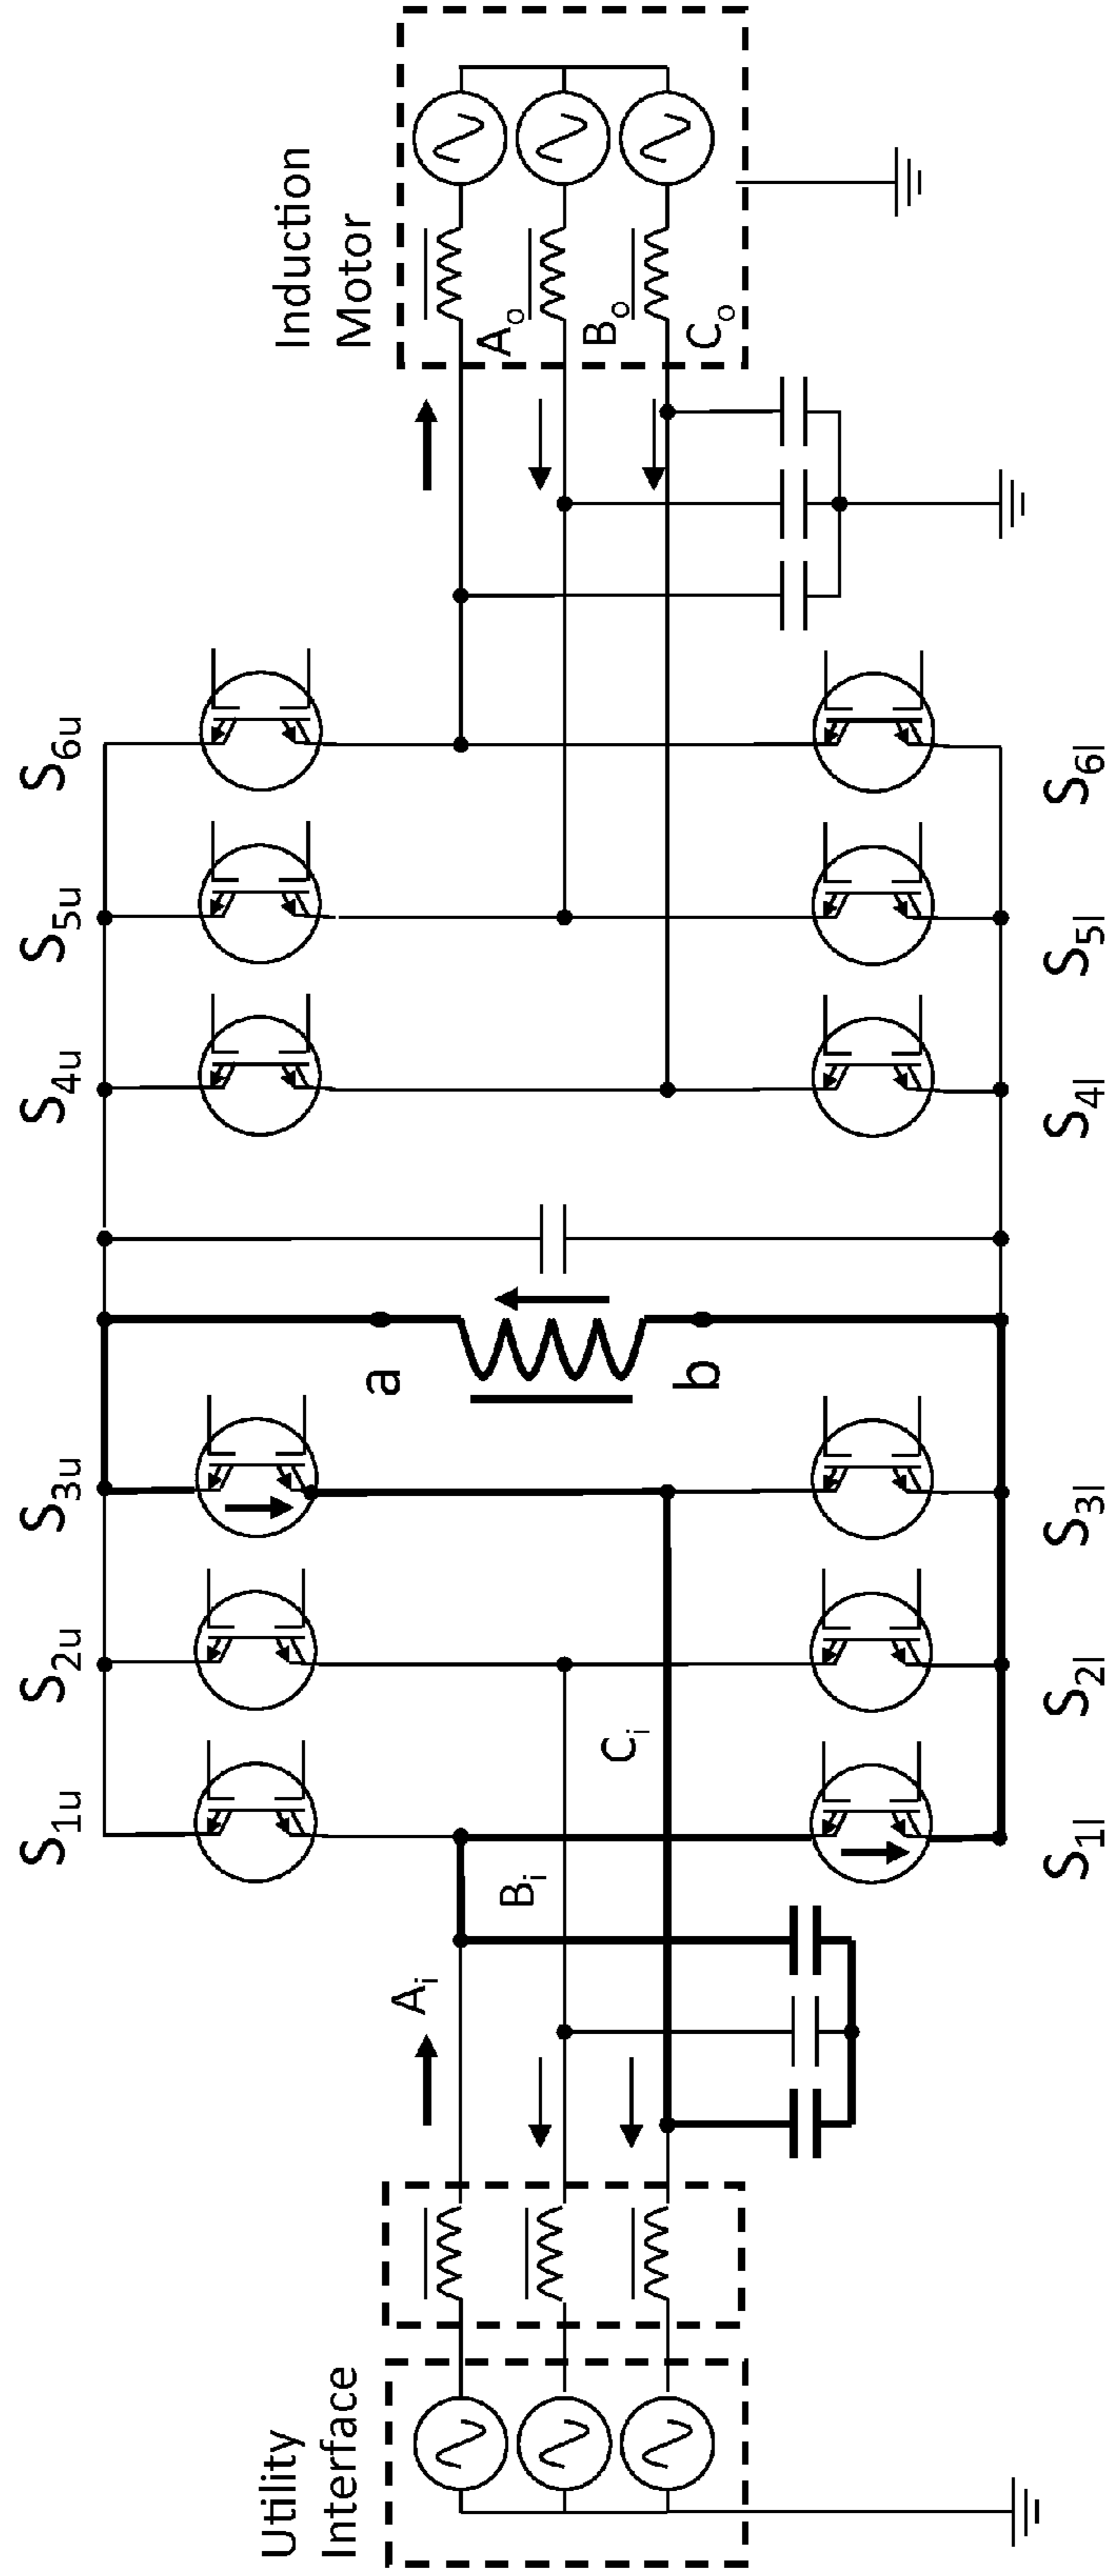 Utility
Interface
Induction
Motor
S1u
S2u
S3u
S4u
S5u
S6u
Ai
Bi
Ci
a
b
Ao
Bo
Co
S1l
S2l
S3l
S4l
S5l
S6l